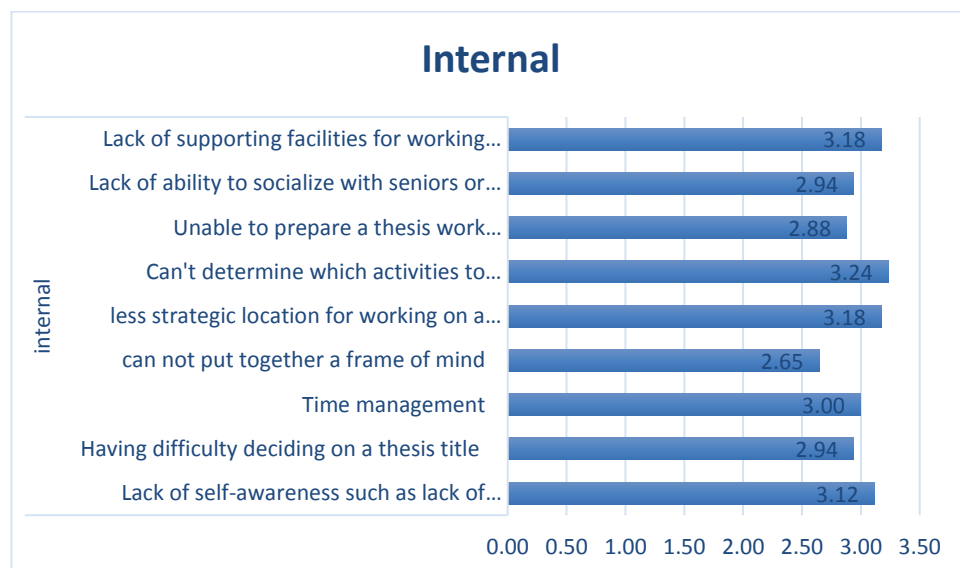 Internal
Lack of supporting facilities for working...
3.18
Lack of ability to socialize with seniors or...
2.94
Unable to prepare a thesis work...
2.88
Can't determine which activities to...
3.24
less strategic location for working on a...
3.18
can not put together a frame of mind
2.65
Time management
3.00
Having difficulty deciding on a thesis title
2.94
Lack of self-awareness such as lack of...
3.12
internal
0.00 0.50 1.00 1.50 2.00 2.50 3.00 3.50